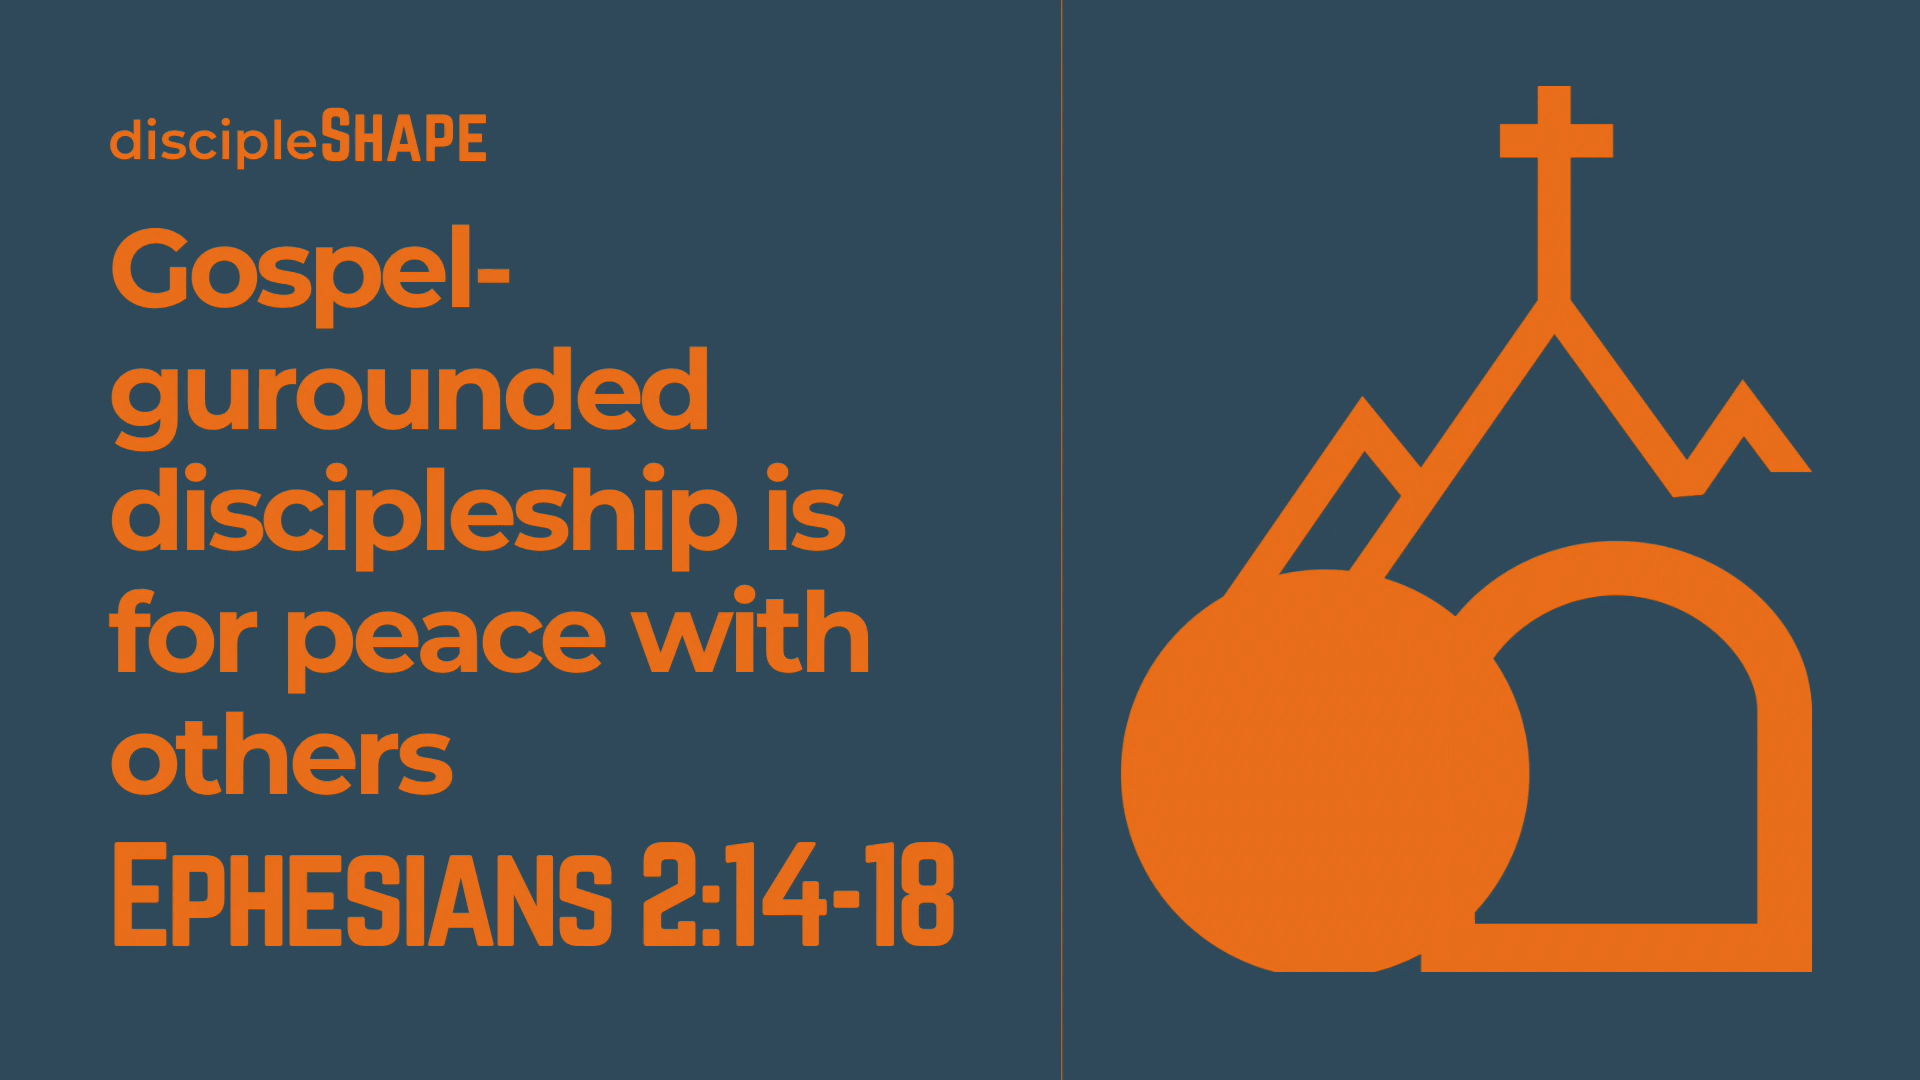 discipleSHAPE
Gospel-
gurounded
discipleship is
for peace with
others
EPHESIANS 2:14-18